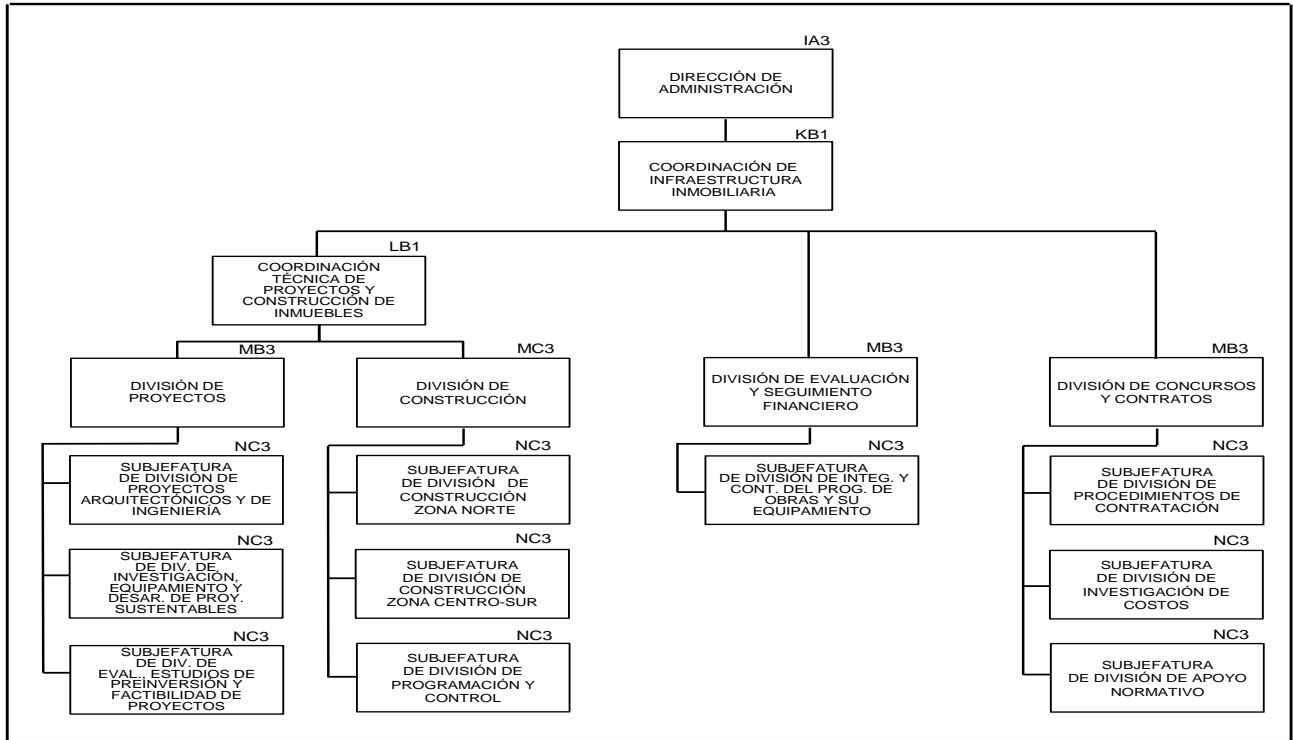 IA3
DIRECCIÓN DE
ADMINISTRACIÓN
KB1
COORDINACIÓN DE
INFRAESTRUCTURA
INMOBILIARIA
LB1
COORDINACIÓN
TÉCNICA DE
PROYECTOS Y
CONSTRUCCIÓN DE
INMUEBLES
MB3
DIVISIÓN DE
PROYECTOS
MC3
DIVISIÓN DE
CONSTRUCCIÓN
MB3
DIVISIÓN DE EVALUACIÓN
Y SEGUIMIENTO
FINANCIERO
MB3
DIVISIÓN DE CONCURSOS
Y CONTRATOS
NC3
SUBJEFATURA
DE DIVISIÓN DE
PROYECTOS
ARQUITECTÓNICOS Y DE
INGENIERÍA
NC3
SUBJEFATURA
DE DIVISIÓN DE
CONSTRUCCIÓN
ZONA NORTE
NC3
SUBJEFATURA
DE DIVISIÓN DE INTEG. Y
CONT. DEL PROG. DE
OBRAS Y SU
EQUIPAMIENTO
NC3
SUBJEFATURA
DE DIVISIÓN DE
PROCEDIMIENTOS DE
CONTRATACIÓN
NC3
SUBJEFATURA
DE DIV. DE
INVESTIGACIÓN,
EQUIPAMIENTO Y
DESAR. DE PROY.
SUSTENTABLES
NC3
SUBJEFATURA
DE DIVISIÓN DE
CONSTRUCCIÓN
ZONA CENTRO-SUR
NC3
SUBJEFATURA
DE DIVISIÓN DE
INVESTIGACIÓN DE
COSTOS
NC3
SUBJEFATURA
DE DIV. DE
EVAL., ESTUDIOS DE
PREINVERSIÓN Y
FACTIBILIDAD DE
PROYECTOS
NC3
SUBJEFATURA
DE DIVISIÓN DE
PROGRAMACIÓN Y
CONTROL
NC3
SUBJEFATURA
DE DIVISIÓN DE APOYO
NORMATIVO